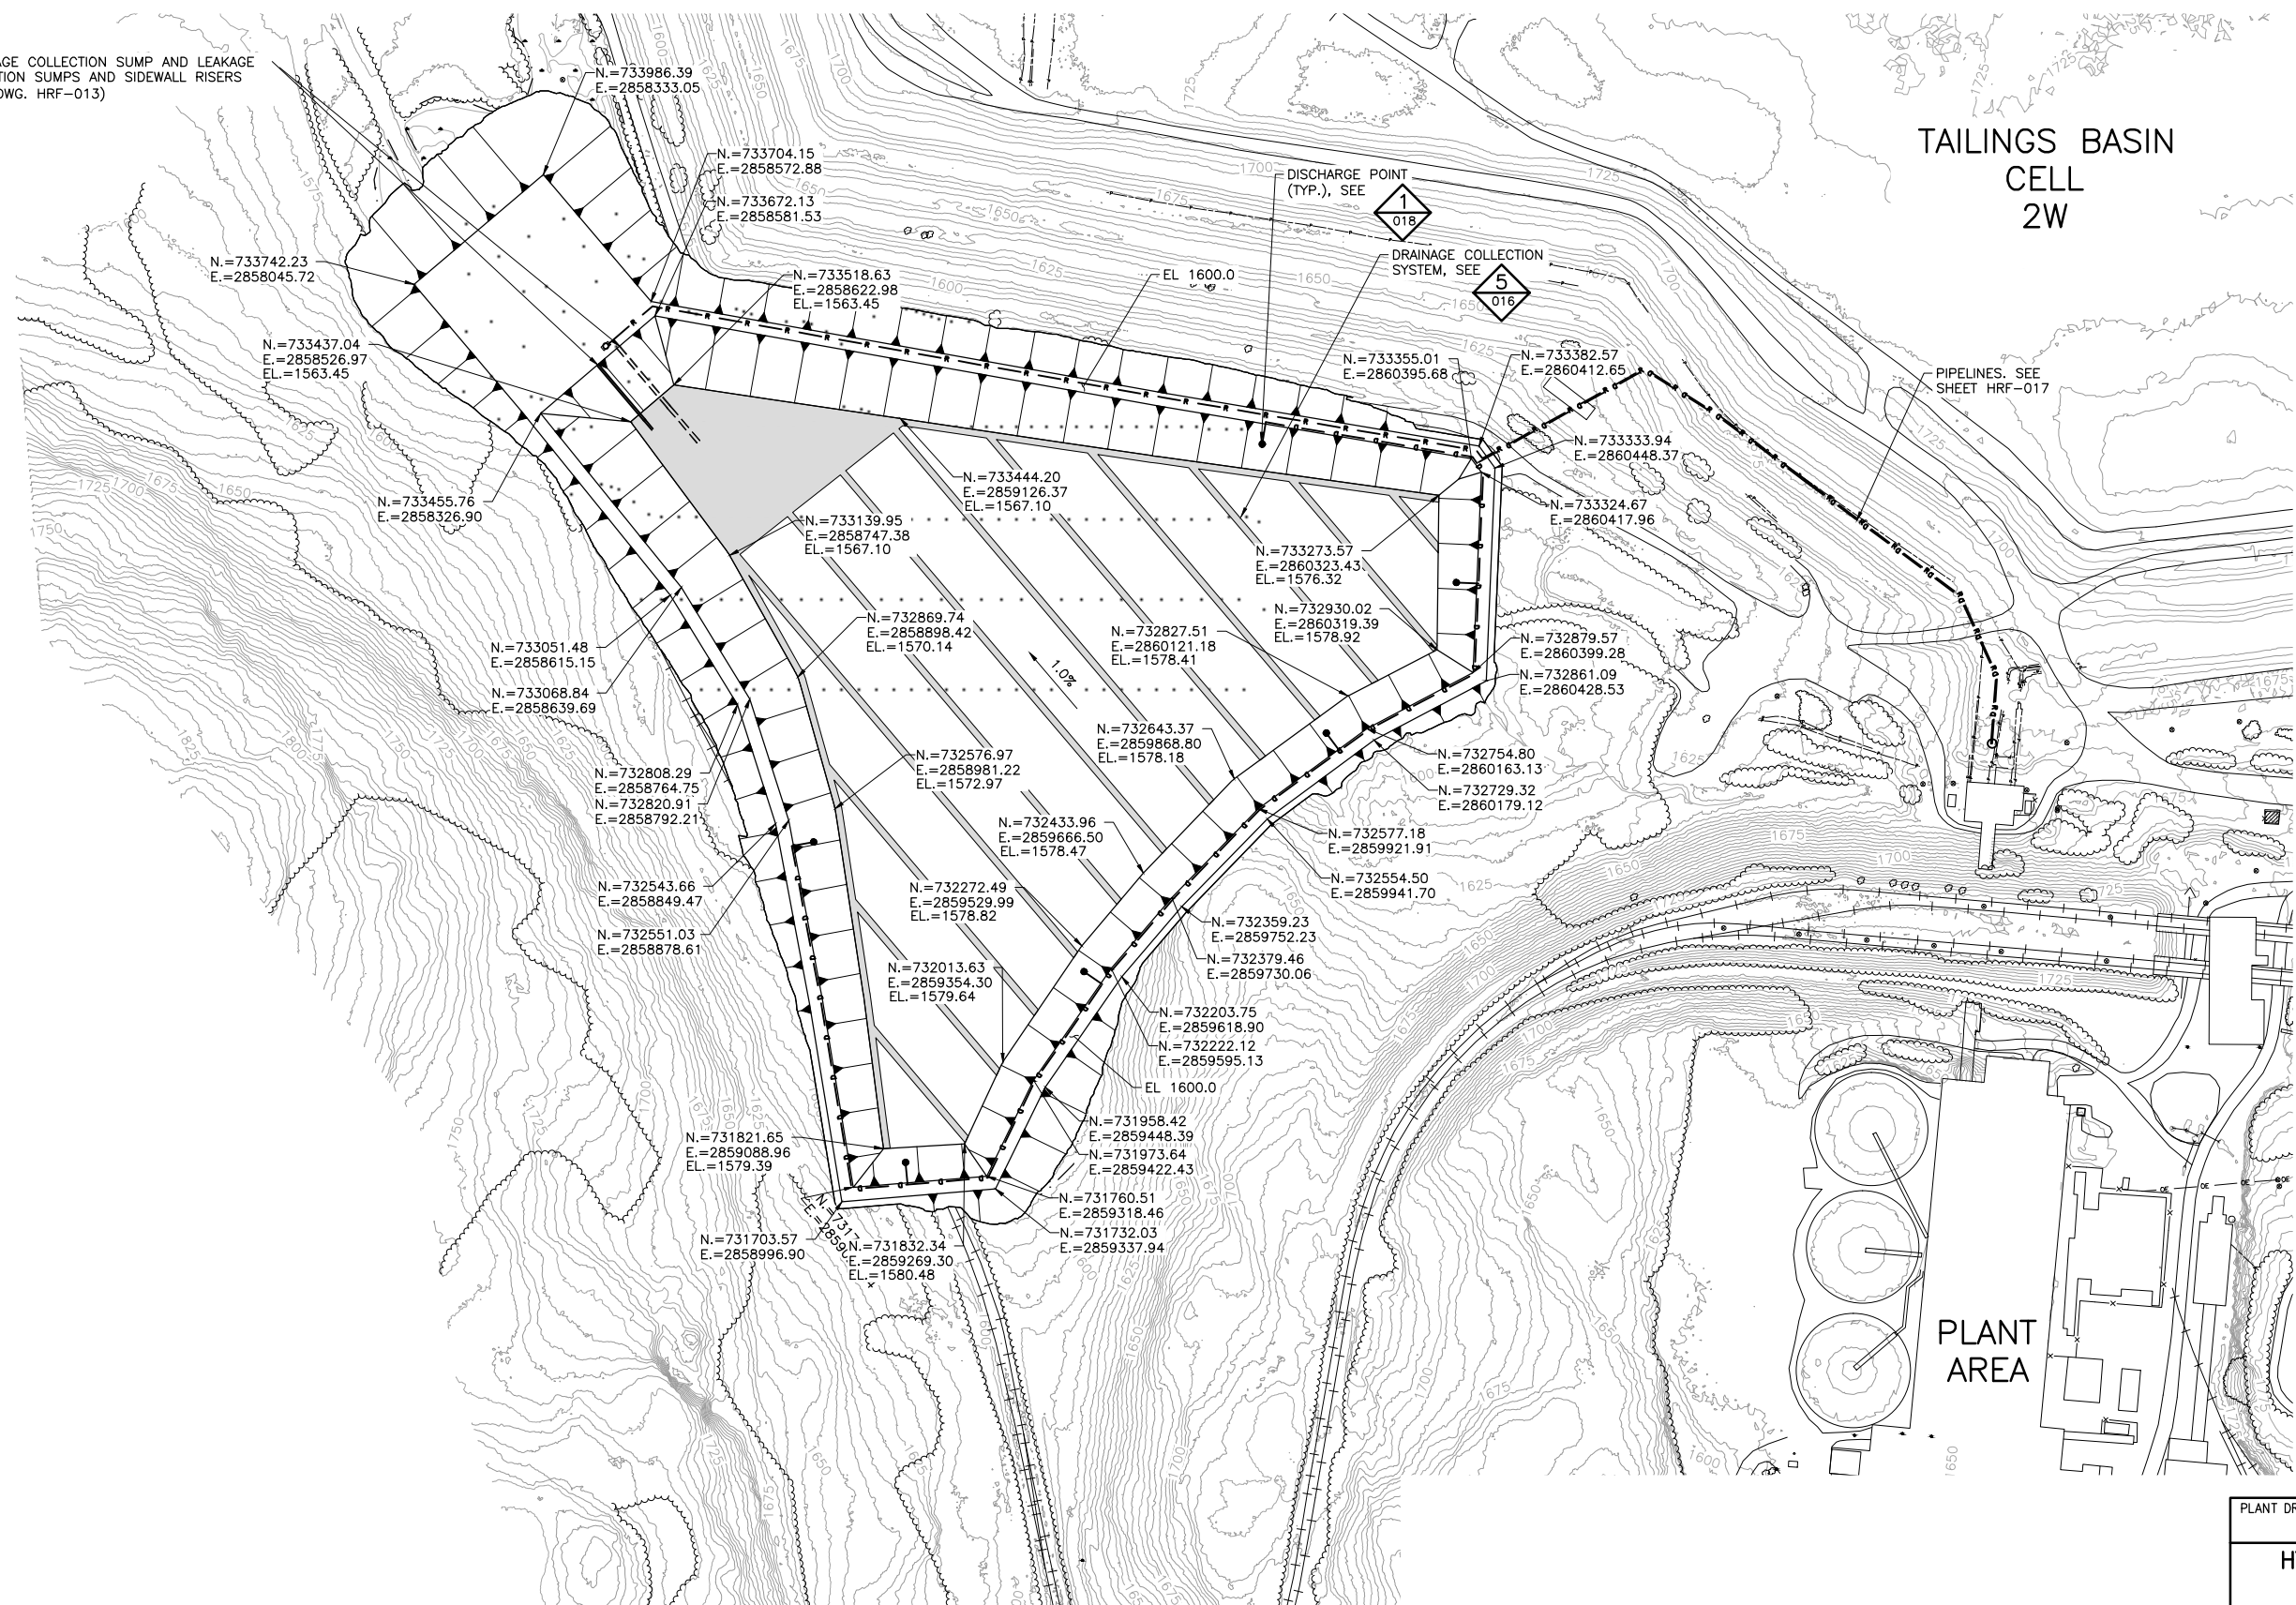 AGE COLLECTION SUMP AND LEAKAGE
TION SUMPS AND SIDEWALL RISERS
DWG. HRF-013)
N.=733986.39
E.=2858333.05
TAILINGS BASIN
CELL
2W
N.=733704.15
E.=2858572.88
N.=733672.13
E.=2858581.53
DISCHARGE POINT
(TYP.), SEE
1
018
DRAINAGE COLLECTION
SYSTEM, SEE
5
016
N.=733742.23
E.=2858045.72
N.=733518.63
E.=2858622.98
EL.=1563.45
EL 1600.0
N.=733437.04
E.=2858526.97
EL.=1563.45
N.=733355.01
E.=2860395.68
N.=733382.57
E.=2860412.65
PIPELINES. SEE
SHEET HRF-017
N.=733333.94
E.=2860448.37
N.=733455.76
E.=2858326.90
N.=733444.20
E.=2859126.37
EL.=1567.10
N.=733324.67
E.=2860417.96
N.=733139.95
E.=2858747.38
EL.=1567.10
N.=733273.57
E.=2860323.43
EL.=1576.32
N.=732869.74
E.=2858898.42
EL.=1570.14
N.=732930.02
E.=2860319.39
EL.=1578.92
N.=732827.51
E.=2860121.18
EL.=1578.41
N.=733051.48
E.=2858615.15
1.0%
N.=732879.57
E.=2860399.28
N.=732861.09
E.=2860428.53
N.=733068.84
E.=2858639.69
N.=732643.37
E.=2859868.80
EL.=1578.18
N.=732576.97
E.=2858981.22
EL.=1572.97
N.=732754.80
E.=2860163.13
N.=732729.32
E.=2860179.12
N.=732808.29
E.=2858764.75
N.=732820.91
E.=2858792.21
N.=732433.96
E.=2859666.50
EL.=1578.47
N.=732577.18
E.=2859921.91
N.=732554.50
E.=2859941.70
N.=732543.66
E.=2858849.47
N.=732272.49
E.=2859529.99
EL.=1578.82
N.=732359.23
E.=2859752.23
N.=732551.03
E.=2858878.61
N.=732379.46
E.=2859730.06
N.=732013.63
E.=2859354.30
EL.=1579.64
N.=732203.75
E.=2859618.90
N.=732222.12
E.=2859595.13
EL 1600.0
N.=731958.42
E.=2859448.39
N.=731973.64
E.=2859422.43
N.=731821.65
E.=2859088.96
EL.=1579.39
N.=731760.51
E.=2859318.46
N.=731732.03
E.=2859337.94
N.=731703.57
E.=2858996.90
N.=731832.34
E.=2859269.30
EL.=1580.48
PLANT
AREA
PLANT DR
H